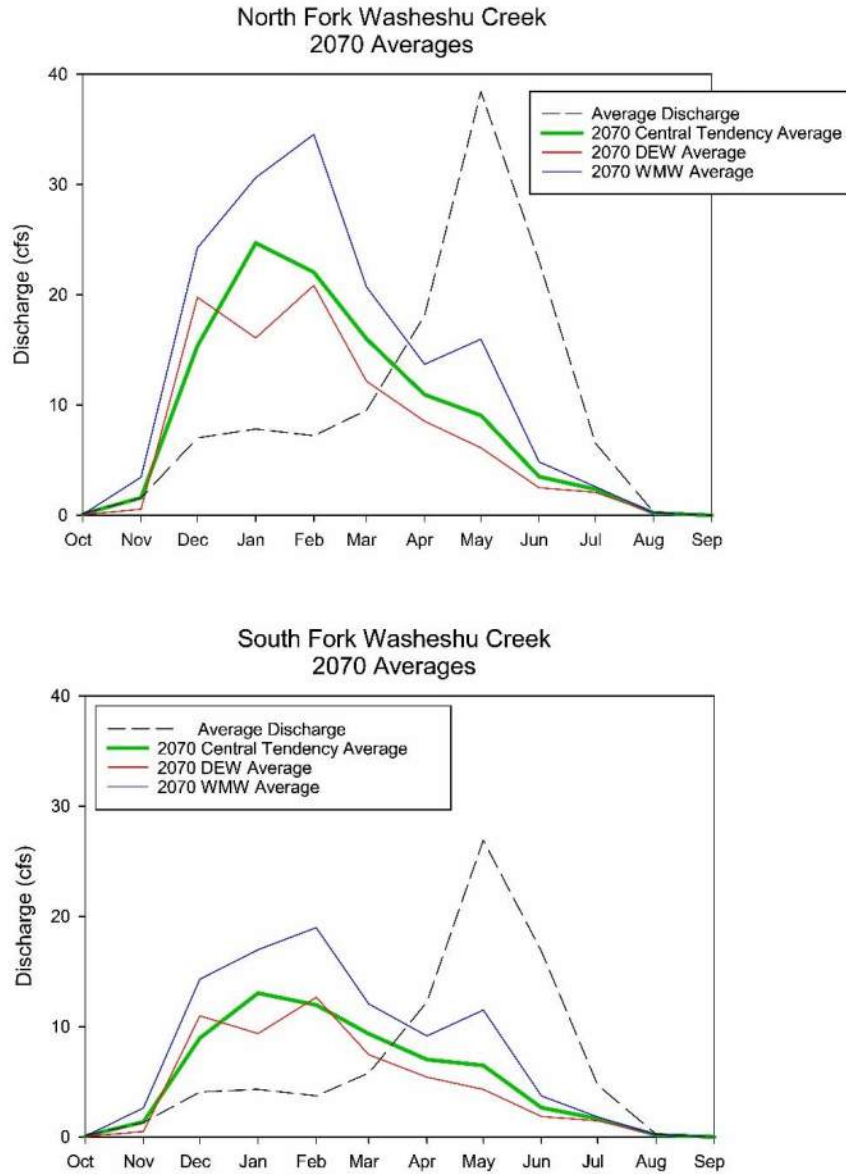 North Fork Washeshu Creek
2070 Averages
40
30
20
10
0
Discharge (cfs)
Average Discharge
2070 Central Tendency Average
2070 DEW Average
2070 WMW Average
Oct Nov Dec Jan Feb Mar Apr May Jun Jul Aug Sep
South Fork Washeshu Creek
2070 Averages
40
30
20
10
0
Discharge (cfs)
Average Discharge
2070 Central Tendency Average
2070 DEW Average
2070 WMW Average
Oct Nov Dec Jan Feb Mar Apr May Jun Jul Aug Sep